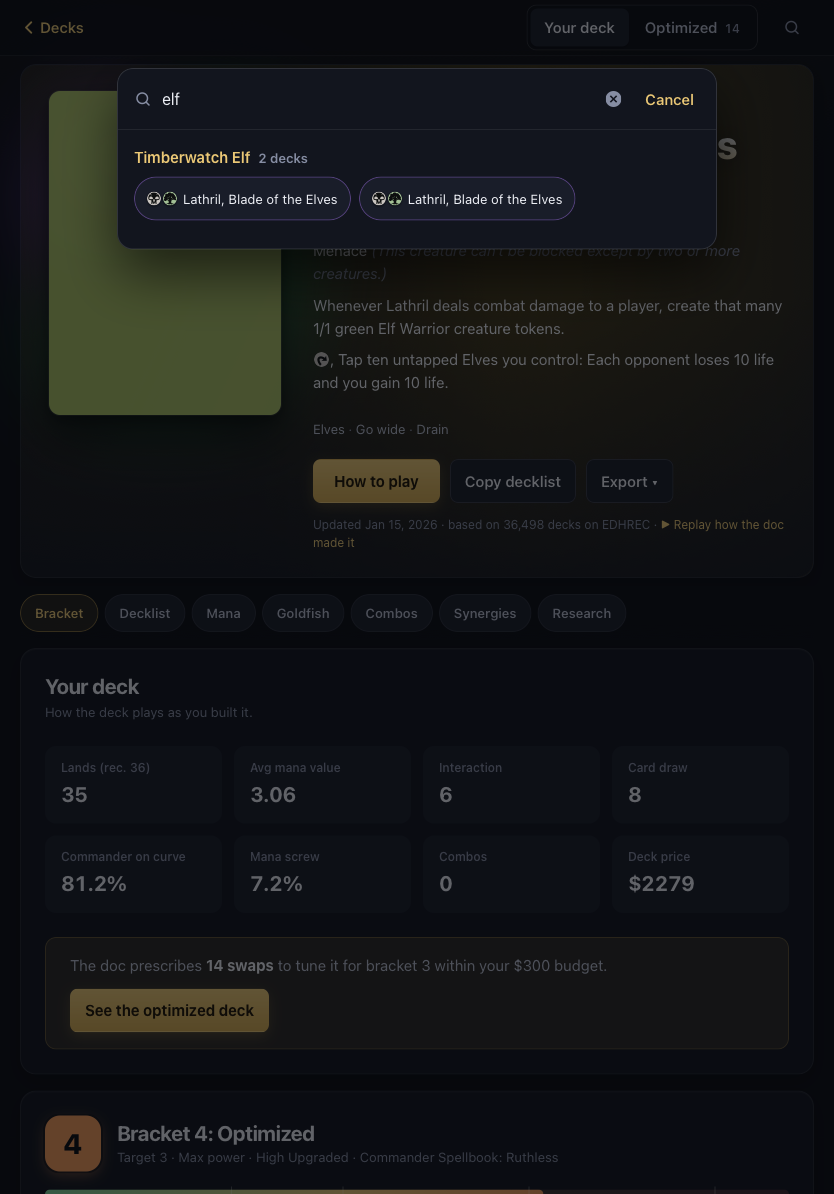 Decks
Your deck
Optimized 14
elf
Cancel
s
Timberwatch Elf 2 decks
Lathril, Blade of the Elves
Lathril, Blade of the Elves
Menace (This creature can't be blocked except by two or more
creatures.)
Whenever Lathril deals combat damage to a player, create that many
1/1 green Elf Warrior creature tokens.
, Tap ten untapped Elves you control: Each opponent loses 10 life
and you gain 10 life.
Elves · Go wide · Drain
How to play
Copy decklist
Export ▾
Updated Jan 15, 2026 · based on 36,498 decks on EDHREC · ▶ Replay how the doc
made it
Bracket
Decklist
Mana
Goldfish
Combos
Synergies
Research
Your deck
How the deck plays as you built it.
Lands (rec. 36)
35
Avg mana value
3.06
Interaction
6
Card draw
8
Commander on curve
81.2%
Mana screw
7.2%
Combos
0
Deck price
$2279
The doc prescribes 14 swaps to tune it for bracket 3 within your $300 budget.
See the optimized deck
4
Bracket 4: Optimized
Target 3 · Max power · High Upgraded · Commander Spellbook: Ruthless